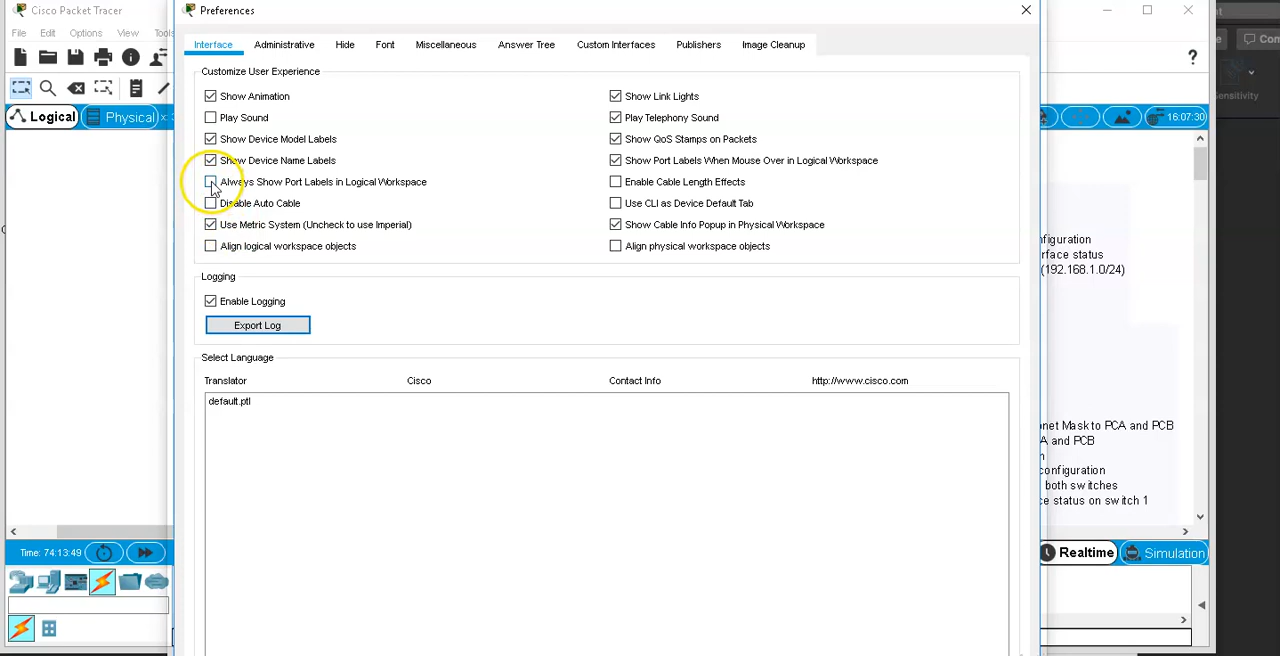 Cisco Packet Tracer
Preferences
File Edit Options View Tools
Interface Administrative Hide Font Miscellaneous Answer Tree Custom Interfaces Publishers Image Cleanup
?
Customize User Experience
Show Animation
Show Link Lights
Play Sound
Play Telephony Sound
Show Device Model Labels
Show QoS Stamps on Packets
Show Device Name Labels
Show Port Labels When Mouse Over in Logical Workspace
Always Show Port Labels in Logical Workspace
Enable Cable Length Effects
Disable Auto Cable
Use CLI as Device Default Tab
Use Metric System (Uncheck to use Imperial)
Show Cable Info Popup in Physical Workspace
Align logical workspace objects
Align physical workspace objects
Logical Physical
16:07:30
Sensitivity
Logging
Enable Logging
Export Log
Select Language
Translator Cisco Contact Info http://www.cisco.com
default.ptl
figuration
rface status
(192.168.1.0/24)
net Mask to PCA and PCB
A and PCB
configuration
both switches
ce status on switch 1
Time: 74:13:49
Realtime Simulation